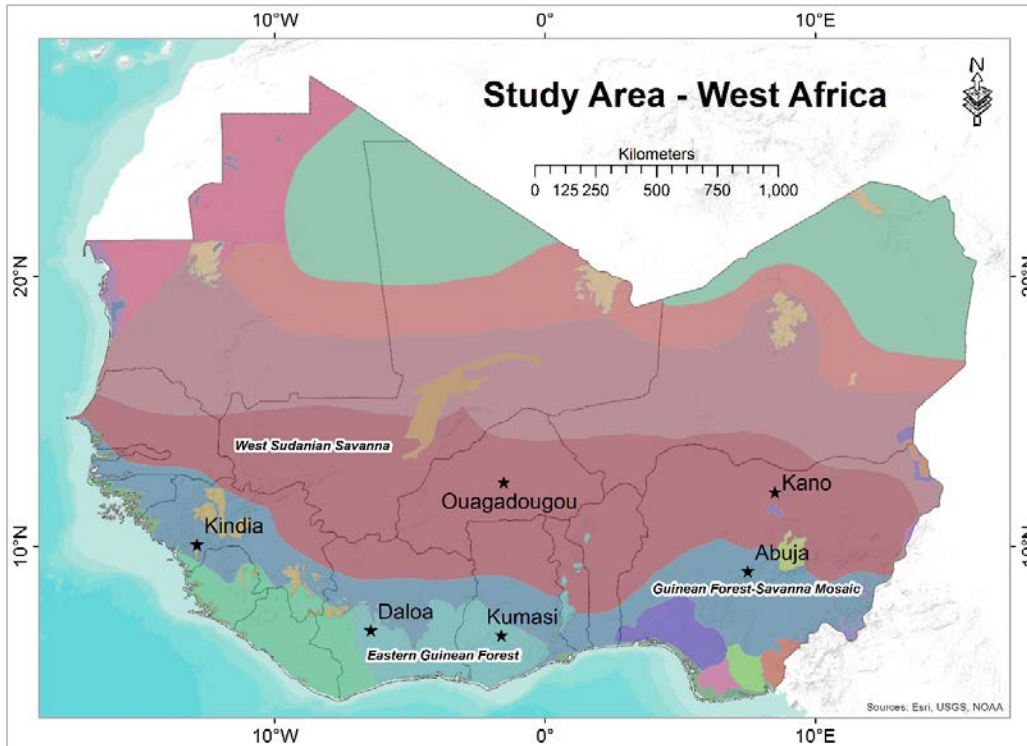 10°W 0° 10°E
N
Study Area - West Africa
Kilometers
0 125 250 500 750 1,000
20°N 20°N
West Sudanian Savanna
Ouagadougou
Kano
Kindia
10°N 10°N
Abuja
Guinean Forest-Savanna Mosaic
Daloa
Kumasi
Eastern Guinean Forest
Sources: Esri, USGS, NOAA
10°W 0° 10°E